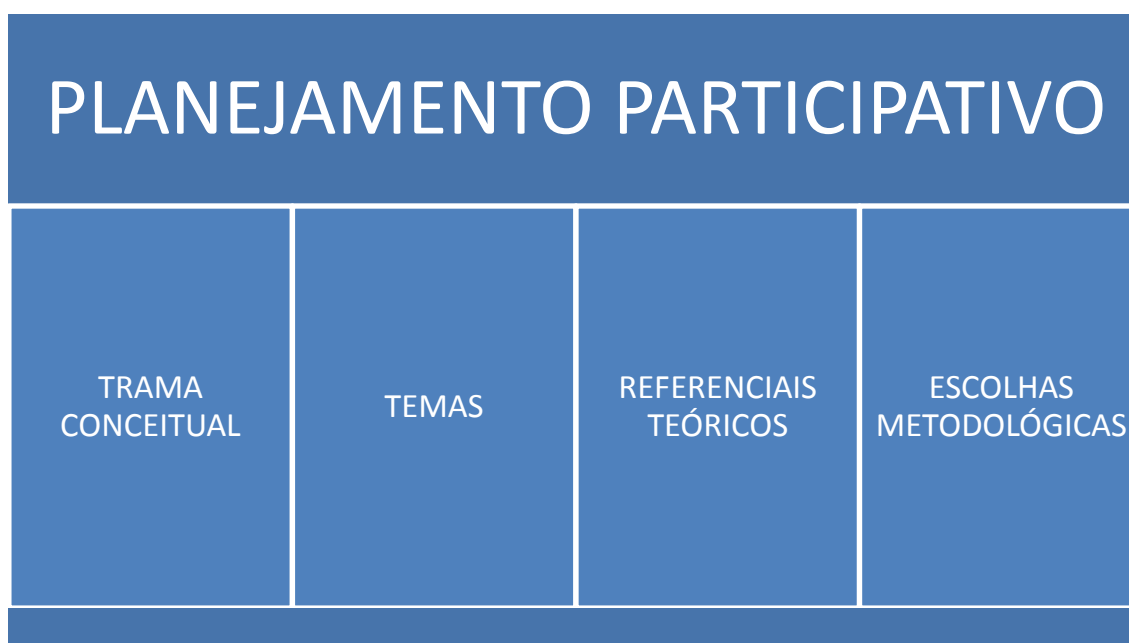 PLANEJAMENTO PARTICIPATIVO
TRAMA
CONCEITUAL
TEMAS
REFERENCIAIS
TEÓRICOS
ESCOLHAS
METODOLÓGICAS